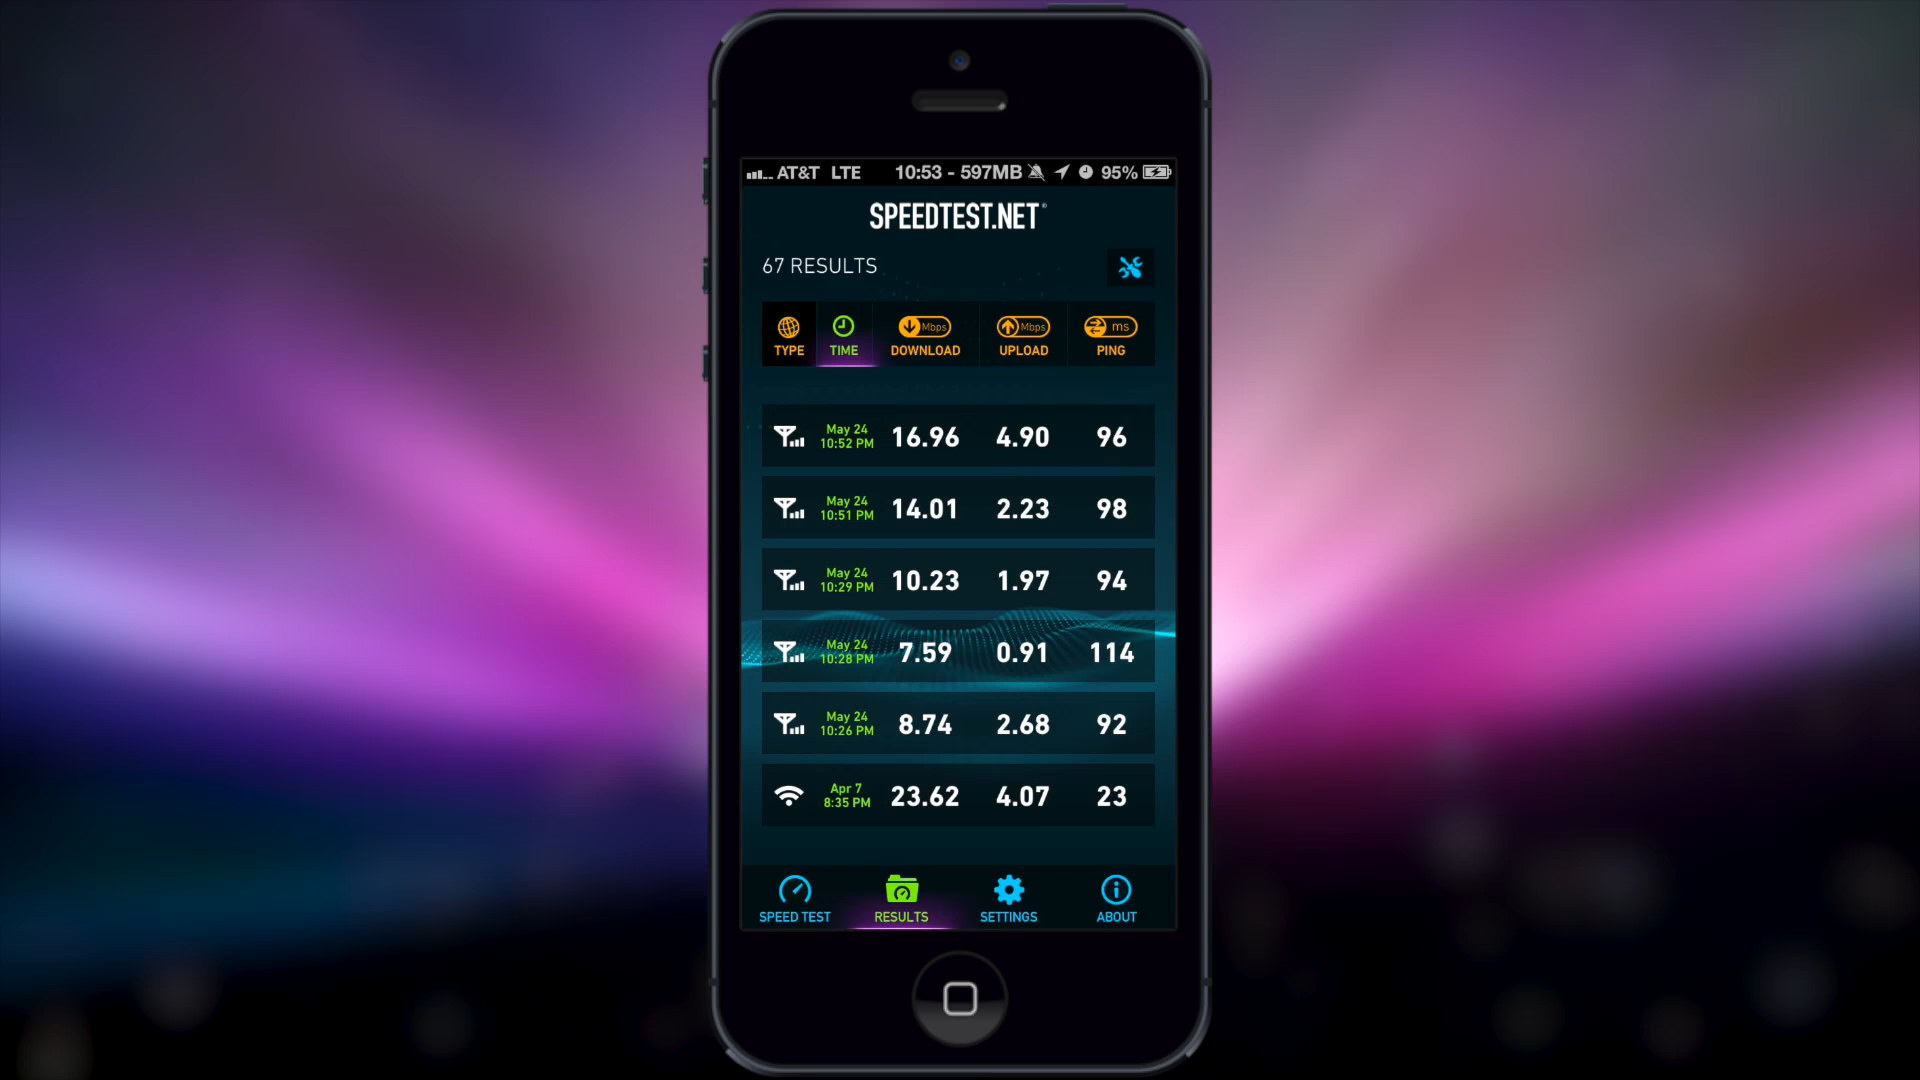 AT&T LTE 10:53 - 597MB 95%
SPEEDTEST.NET
67 RESULTS
Mbps Mbps ms
TYPE TIME DOWNLOAD UPLOAD PING
May 24
10:52 PM 16.96 4.90 96
May 24
10:51 PM 14.01 2.23 98
May 24
10:29 PM 10.23 1.97 94
May 24
10:28 PM 7.59 0.91 114
May 24
10:26 PM 8.74 2.68 92
Apr 7
8:35 PM 23.62 4.07 23
SPEED TEST RESULTS SETTINGS ABOUT